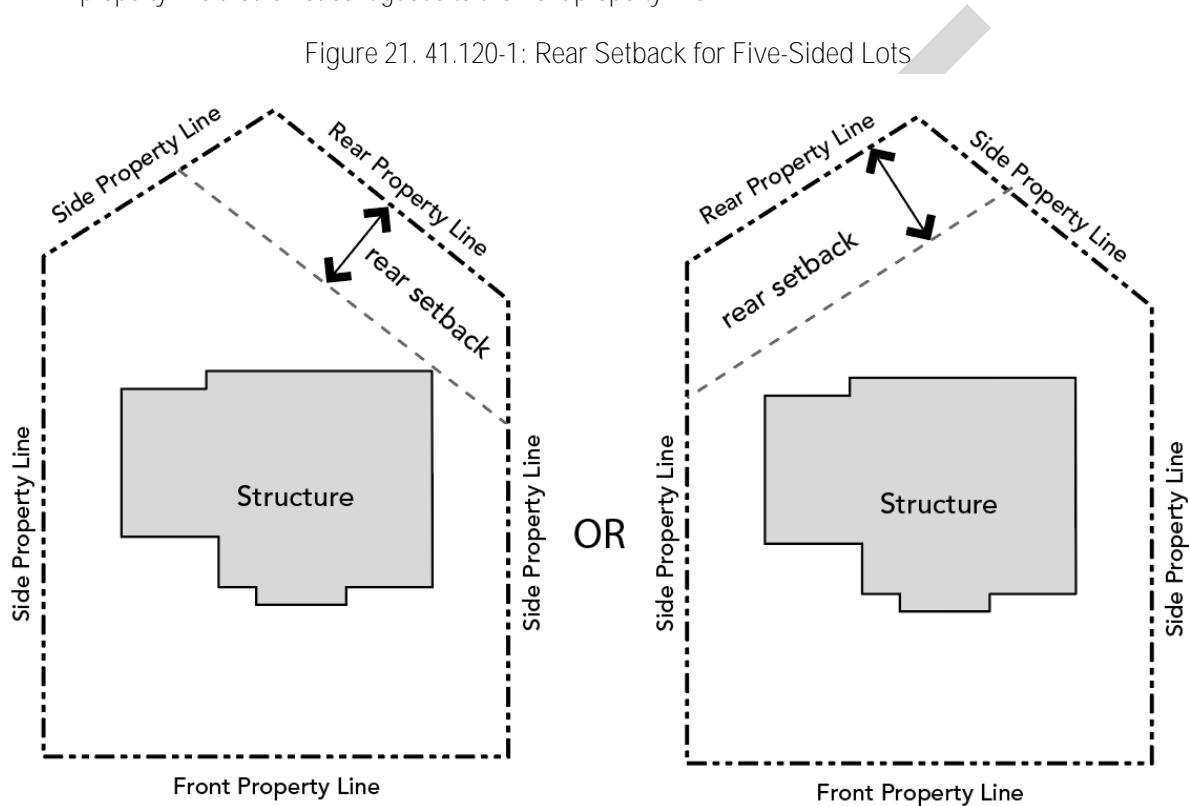 Figure 21. 41.120-1: Rear Setback for Five-Sided Lots
Side Property Line
Rear Property Line
rear setback
Side Property Line
Structure
Side Property Line
Front Property Line
OR
Rear Property Line
Side Property Line
rear setback
Side Property Line
Structure
Side Property Line
Front Property Line